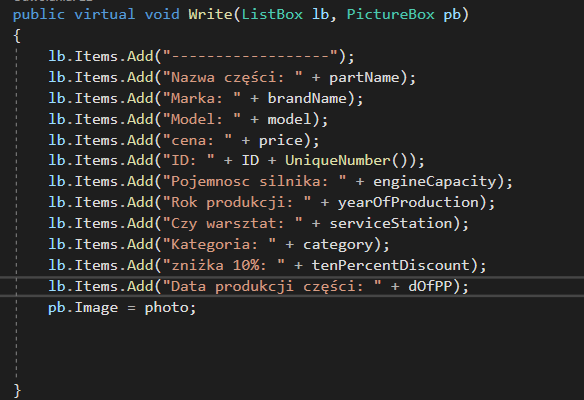 public virtual void Write(ListBox lb, PictureBox pb)
{
lb.Items.Add("------------------");
lb.Items.Add("Nazwa części: " + partName);
lb.Items.Add("Marka: " + brandName);
lb.Items.Add("Model: " + model);
lb.Items.Add("cena: " + price);
lb.Items.Add("ID: " + ID + UniqueNumber());
lb.Items.Add("Pojemnosc silnika: " + engineCapacity);
lb.Items.Add("Rok produkcji: " + yearOfProduction);
lb.Items.Add("Czy warsztat: " + serviceStation);
lb.Items.Add("Kategoria: " + category);
lb.Items.Add("zniżka 10%: " + tenPercentDiscount);
lb.Items.Add("Data produkcji części: " + dOfPP);
pb.Image = photo;
}